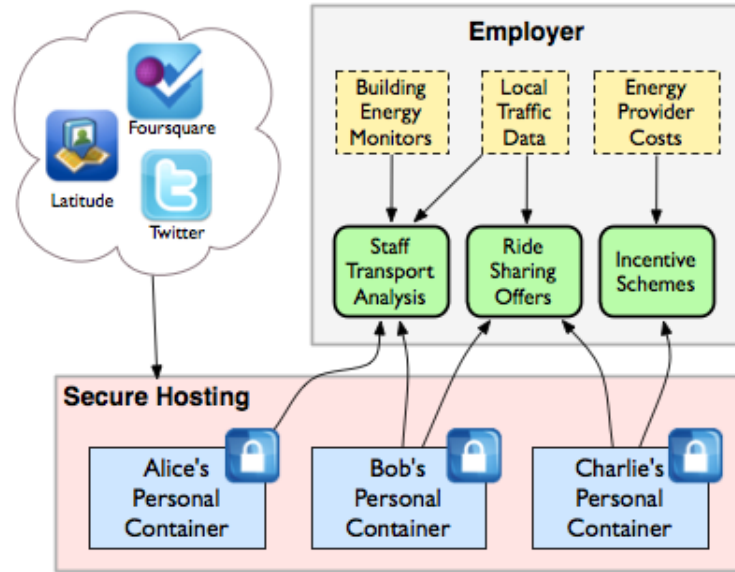 Employer
Building
Energy
Monitors
Local
Traffic
Data
Energy
Provider
Costs
Foursquare
Latitude
Twitter
Staff
Transport
Analysis
Ride
Sharing
Offers
Incentive
Schemes
Secure Hosting
Alice's
Personal
Container
Bob's
Personal
Container
Charlie's
Personal
Container